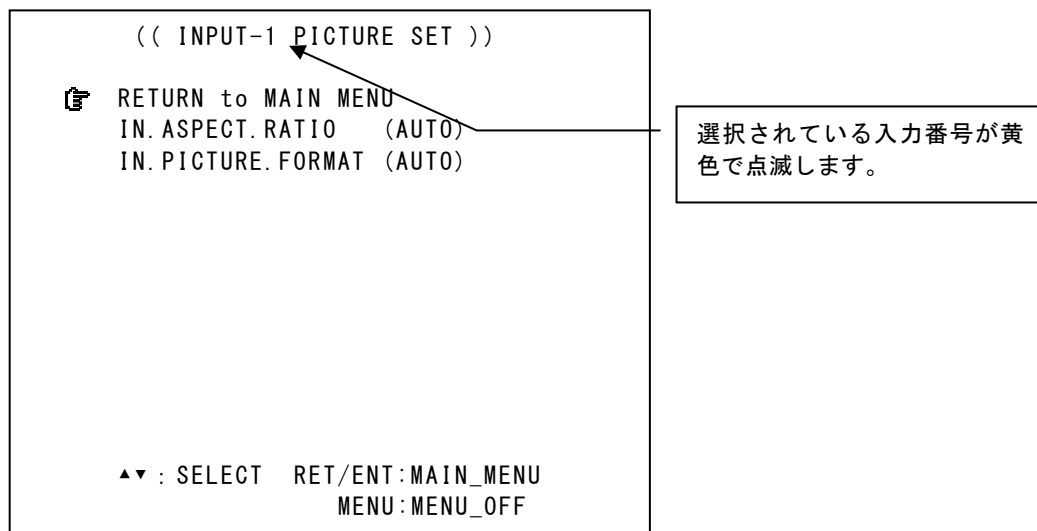 (( INPUT-1 PICTURE SET ))
☞ RETURN to MAIN MENU
IN.ASPECT.RATIO (AUTO)
IN.PICTURE.FORMAT (AUTO)
選択されている入力番号が黄
色で点滅します。
▲▼：SELECT RET/ENT:MAIN_MENU
MENU:MENU_OFF